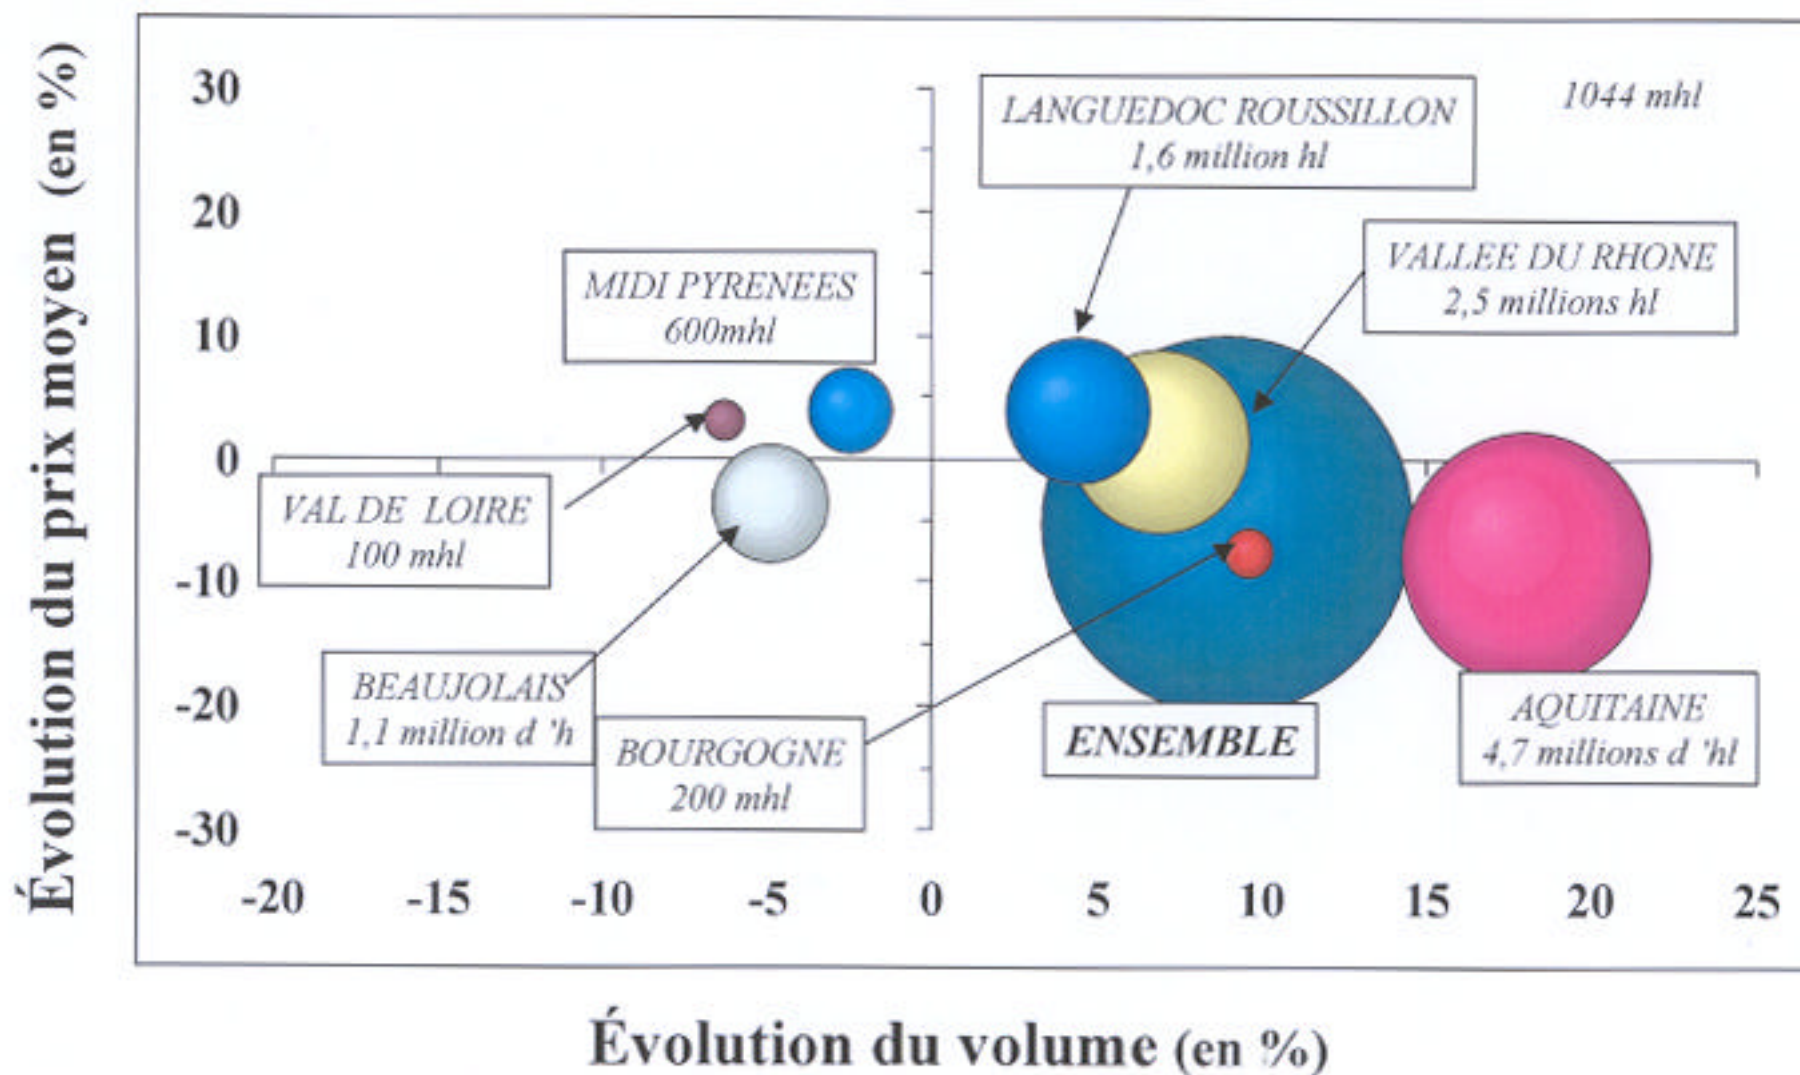 Évolution du prix moyen (en %)
30
20
10
0
-10
-20
-30
1044 mhl
LANGUEDOC ROUSSILLON
1,6 million hl
VALLEE DU RHONE
2,5 millions hl
MIDI PYRENEES
600mhl
VAL DE LOIRE
100 mhl
BEAUJOLAIS
1,1 million d 'h
BOURGOGNE
200 mhl
ENSEMBLE
AQUITAINE
4,7 millions d 'hl
-20 -15 -10 -5 0 5 10 15 20 25
Évolution du volume (en %)